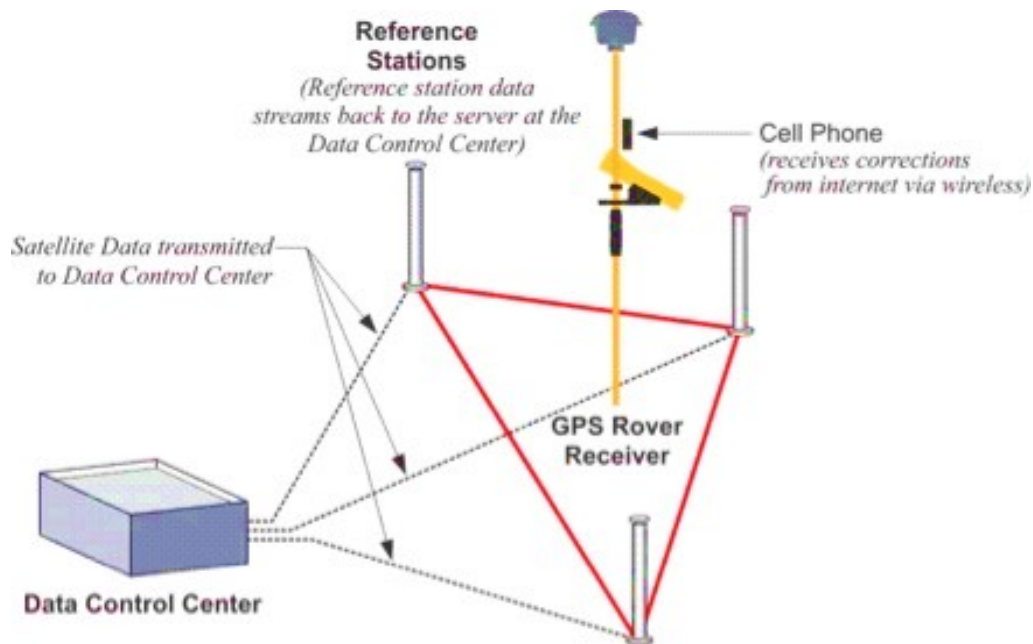 Reference
Stations
(Reference station data
streams back to the server at the
Data Control Center)
Cell Phone
(receives corrections
from internet via wireless)
Satellite Data transmitted
to Data Control Center
GPS Rover
Receiver
Data Control Center